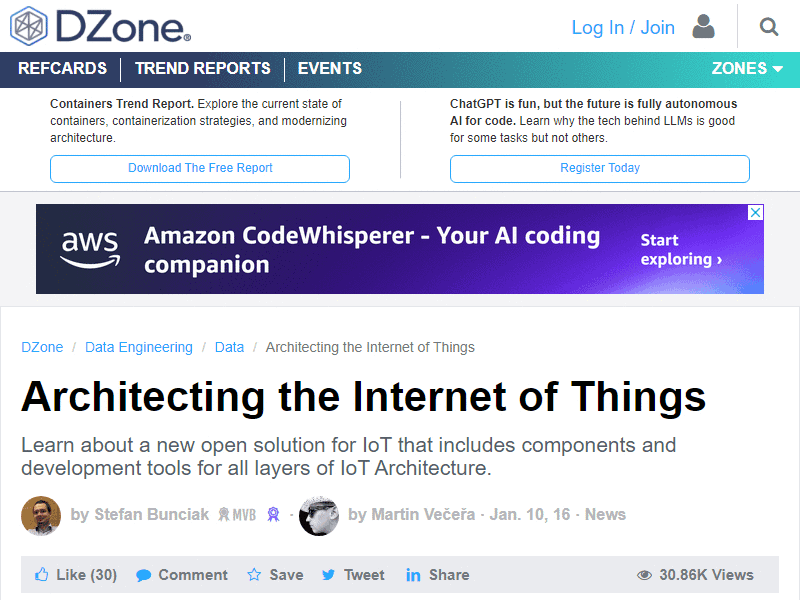 DZone®
Log In / Join
REFCARDS
TREND REPORTS
EVENTS
ZONES
Containers Trend Report. Explore the current state of
containers, containerization strategies, and modernizing
architecture.
Download The Free Report
ChatGPT is fun, but the future is fully autonomous
AI for code. Learn why the tech behind LLMs is good
for some tasks but not others.
Register Today
aws
Amazon CodeWhisperer - Your AI coding
companion
Start
exploring ›
DZone / Data Engineering / Data / Architecting the Internet of Things
Architecting the Internet of Things
Learn about a new open solution for IoT that includes components and
development tools for all layers of IoT Architecture.
by Stefan Bunciak MVB · by Martin Večeřa · Jan. 10, 16 · News
Like (30) Comment Save Tweet Share 30.86K Views